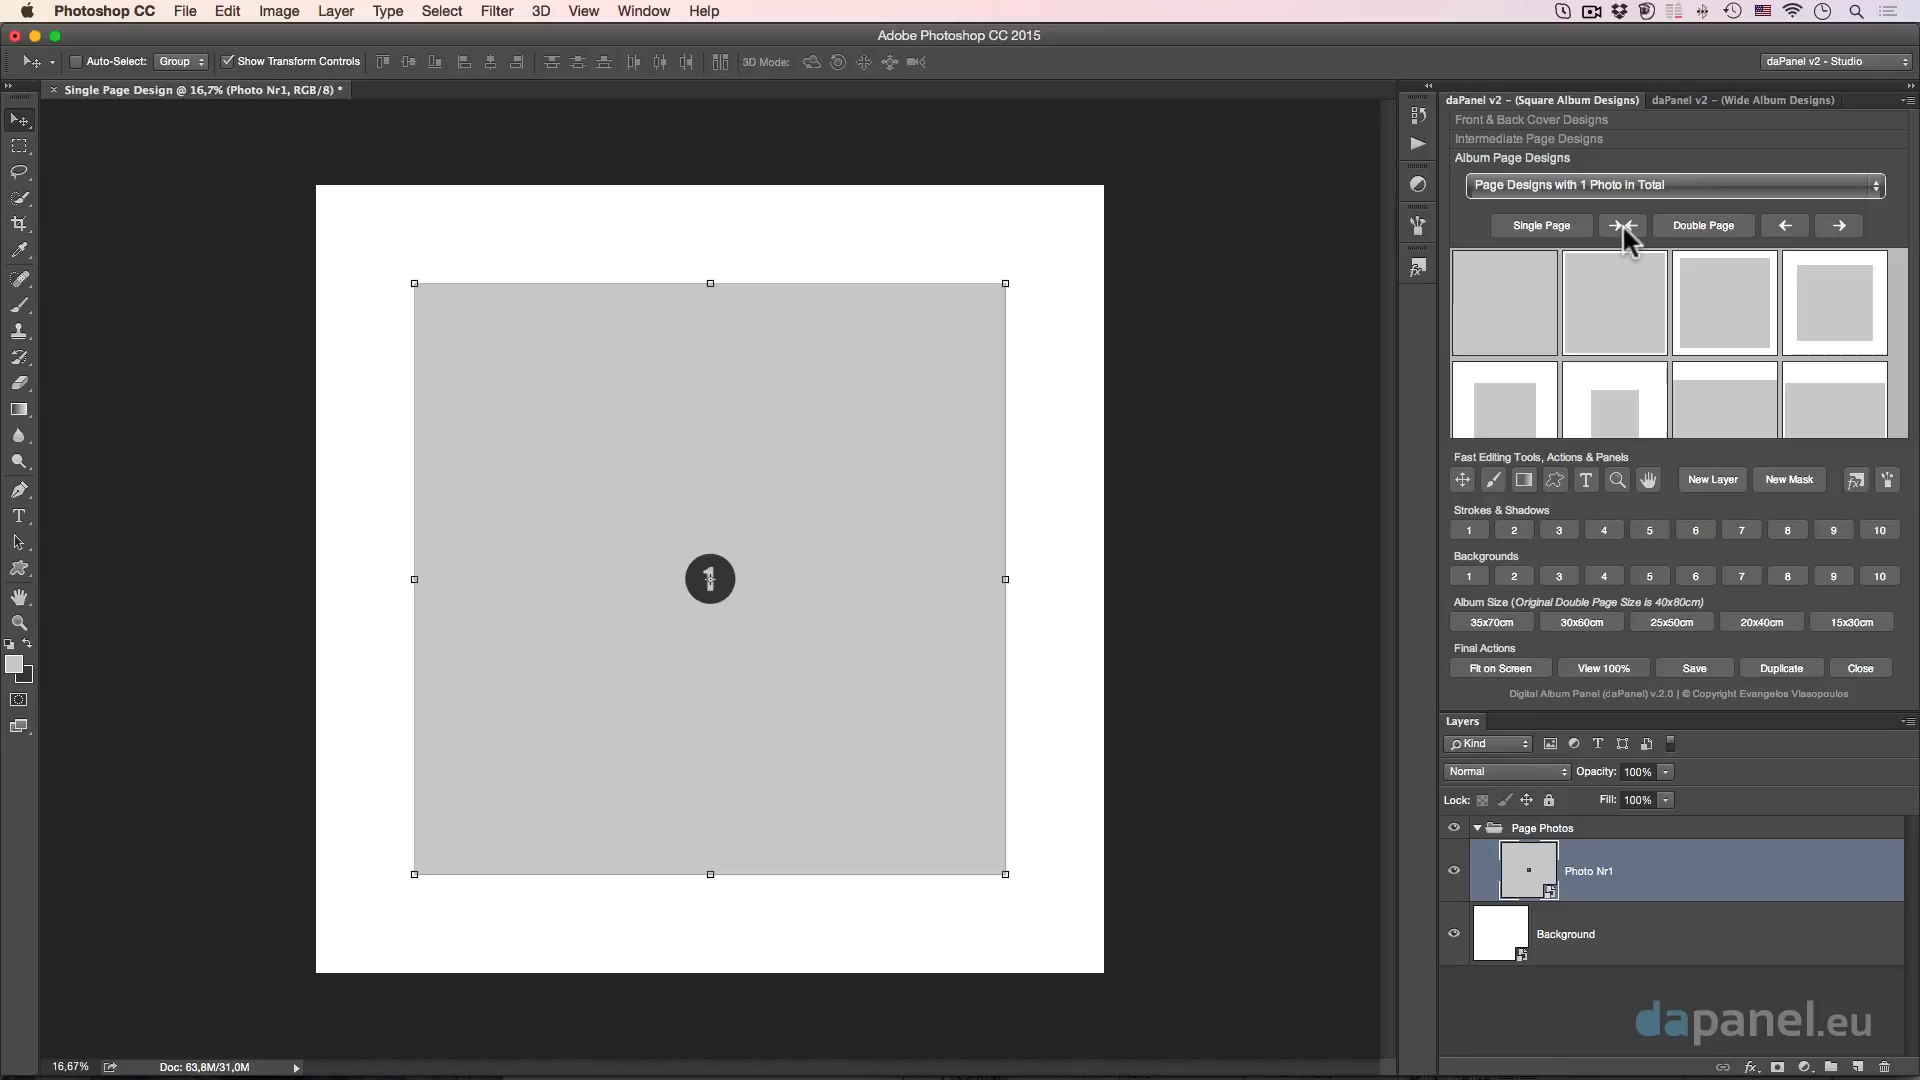 Photoshop CC File Edit Image Layer Type Select Filter 3D View Window Help
Adobe Photoshop CC 2015
Auto-Select: Group Show Transform Controls 3D Mode: daPanel v2 - Studio
Single Page Design @ 16,7% (Photo Nr1, RGB/8) *
daPanel v2 – (Square Album Designs) daPanel v2 – (Wide Album Designs)
Front & Back Cover Designs
Intermediate Page Designs
Album Page Designs
Page Designs with 1 Photo in Total
Single Page Double Page
1
Fast Editing Tools, Actions & Panels
T New Layer New Mask fx
Strokes & Shadows
1 2 3 4 5 6 7 8 9 10
Backgrounds
1 2 3 4 5 6 7 8 9 10
Album Size (Original Double Page Size is 40x80cm)
35x70cm 30x60cm 25x50cm 20x40cm 15x30cm
Final Actions
Fit on Screen View 100% Save Duplicate Close
Digital Album Panel (daPanel) v.2.0 | © Copyright Evangelos Vlasopoulos
Layers
Kind T
Normal Opacity: 100%
Lock: Fill: 100%
Page Photos
Photo Nr1
Background
dapanel.eu
16,67% Doc: 63,8M/31,0M
fx